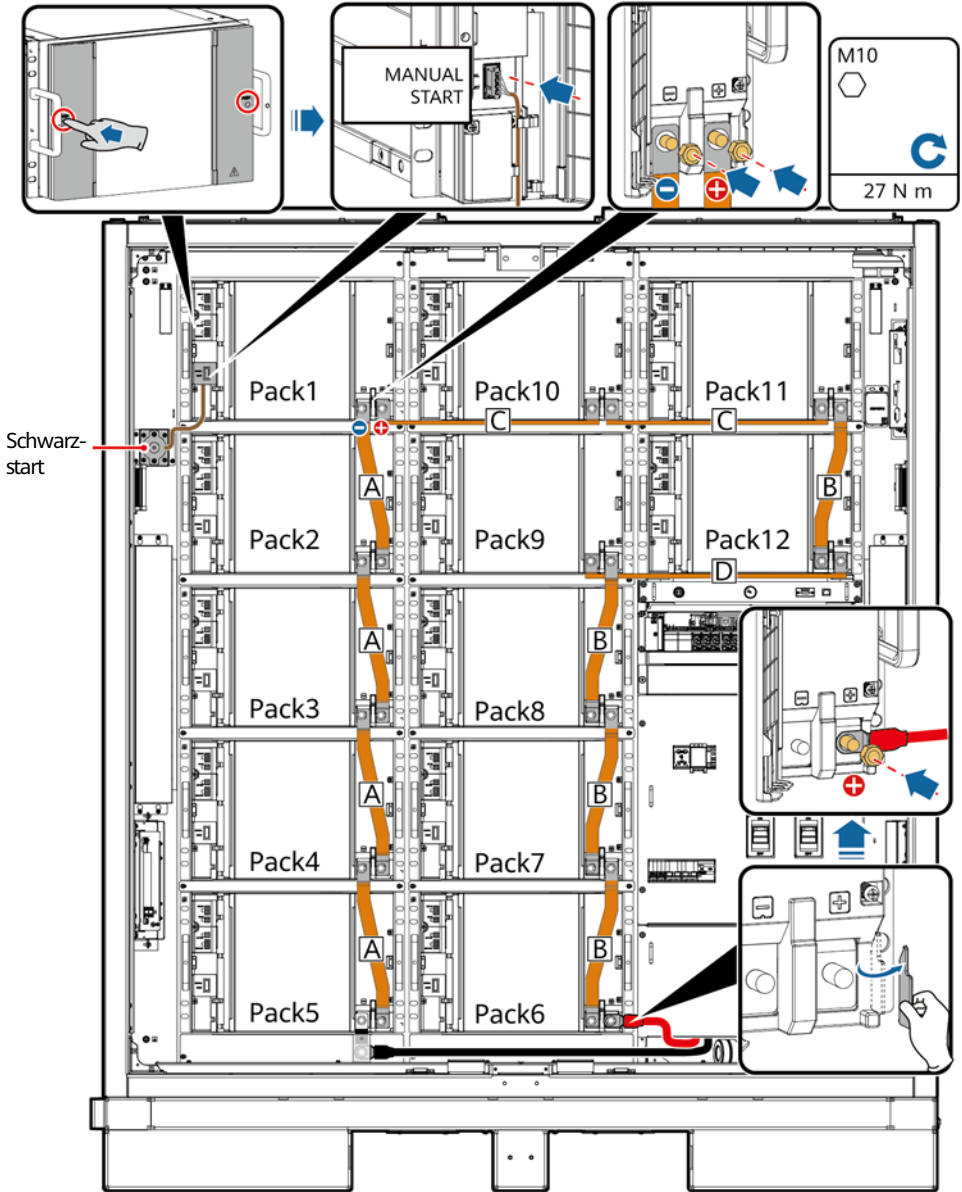 MANUAL
START
M10
27 N m
Pack1
Pack10
Pack11
C
C
Schwarz-
start
A
B
Pack2
Pack9
Pack12
D
A
B
Pack3
Pack8
A
B
Pack4
Pack7
A
B
Pack5
Pack6